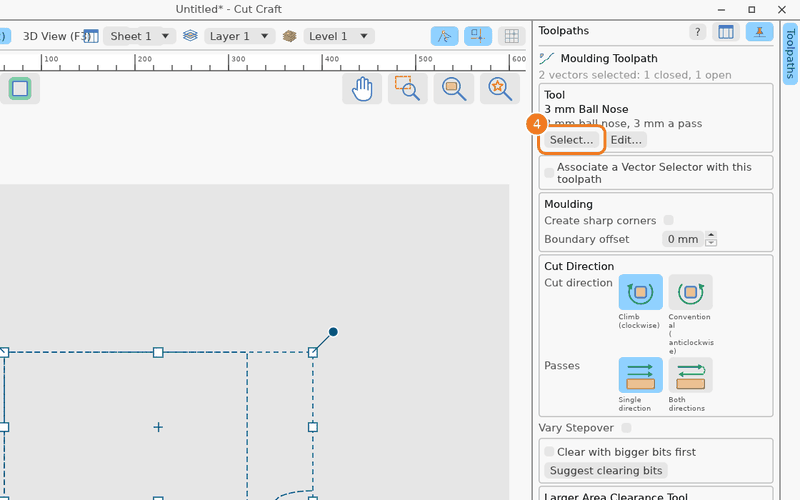 Untitled* - Cut Craft
3D View (F3)
Sheet 1
Layer 1
Level 1
100
200
300
400
500
600
Toolpaths
?
Toolpaths
Moulding Toolpath
2 vectors selected: 1 closed, 1 open
Tool
3 mm Ball Nose
mm ball nose, 3 mm a pass
4
Select...
Edit...
Associate a Vector Selector with this
toolpath
Moulding
Create sharp corners
Boundary offset
0 mm
Cut Direction
Cut direction
Climb
(clockwise)
Convention
al
(
anticlockwis
e)
Passes
Single
direction
Both
directions
Vary Stepover
Clear with bigger bits first
Suggest clearing bits
Larger Area Clearance Tool